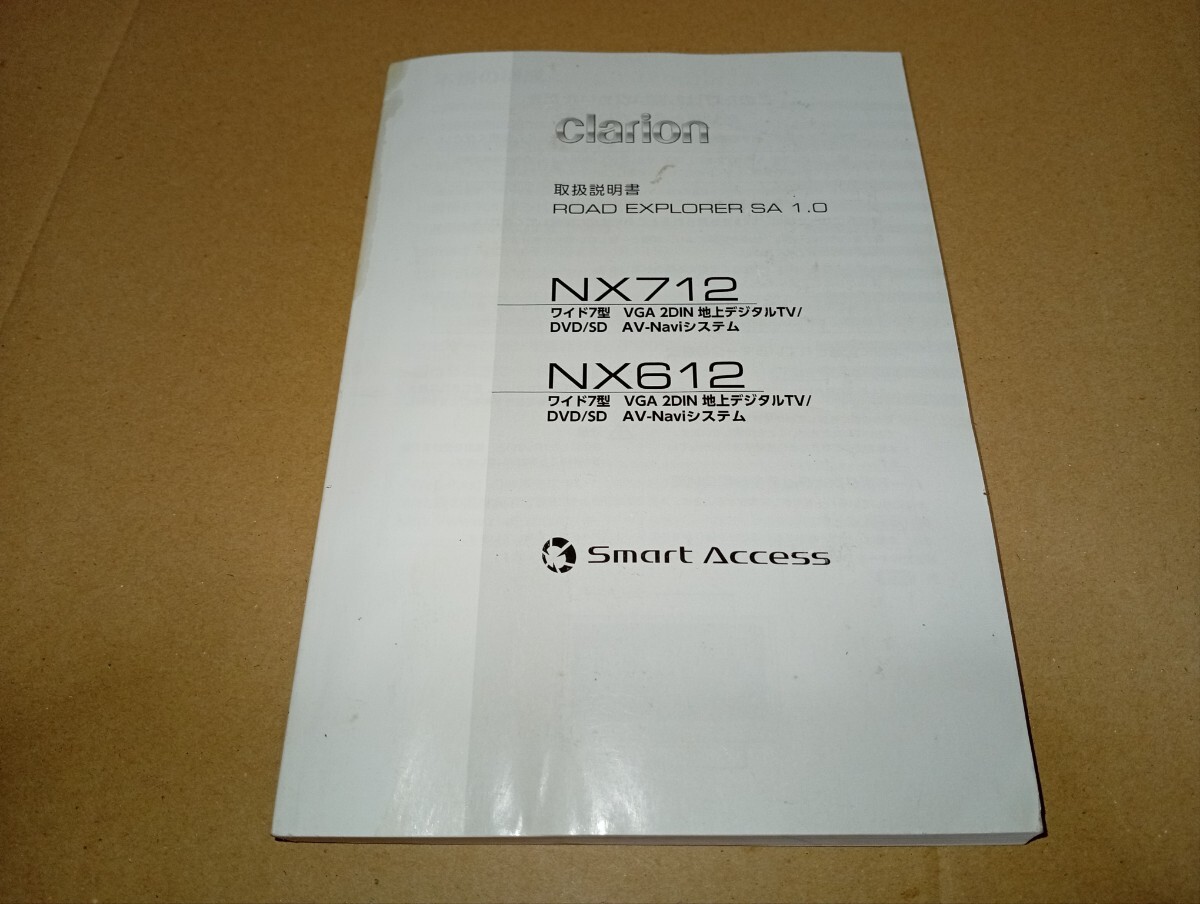 clarion
取扱説明書
ROAD EXPLORER SA 1.0
NX712
ワイド7型 VGA 2DIN 地上デジタルTV/
DVD/SD AV-Naviシステム
NX612
ワイド7型 VGA 2DIN 地上デジタルTV/
DVD/SD AV-Naviシステム
Smart Access